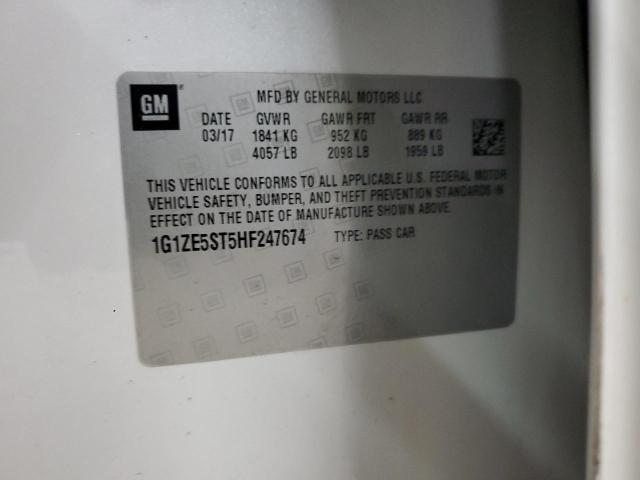 GM
MFD BY GENERAL MOTORS LLC
DATE GVWR GAWR FRT GAWR RR
03/17 1841 KG 952 KG 889 KG
4057 LB 2098 LB 1959 LB
THIS VEHICLE CONFORMS TO ALL APPLICABLE U.S. FEDERAL MOTOR
VEHICLE SAFETY, BUMPER, AND THEFT PREVENTION STANDARDS IN
EFFECT ON THE DATE OF MANUFACTURE SHOWN ABOVE.
1G1ZE5ST5HF247674 TYPE: PASS CAR